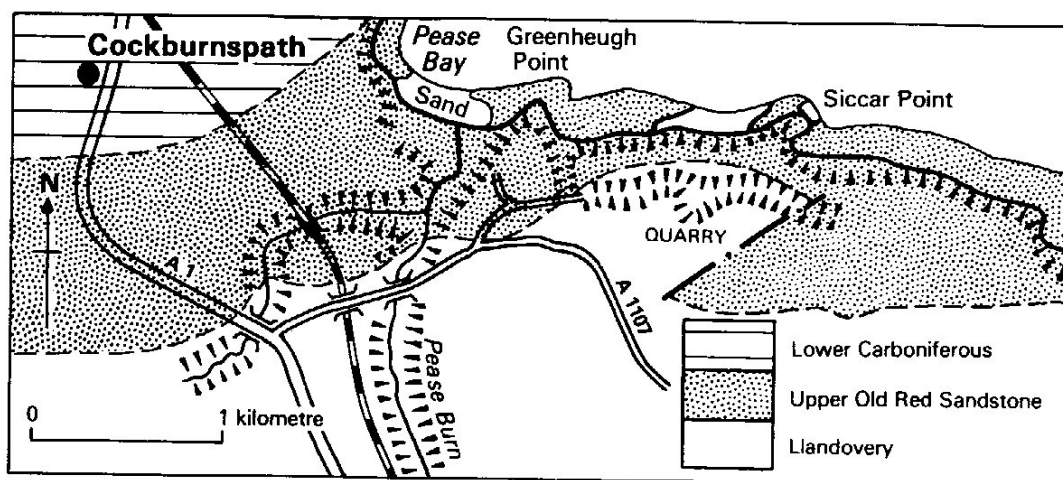 Cockburnspath
Pease
Bay
Greenheugh
Point
Sand
Siccar Point
N
QUARRY
A 1
A 1107
Pease Burn
0
1 kilometre
Lower Carboniferous
Upper Old Red Sandstone
Llandovery